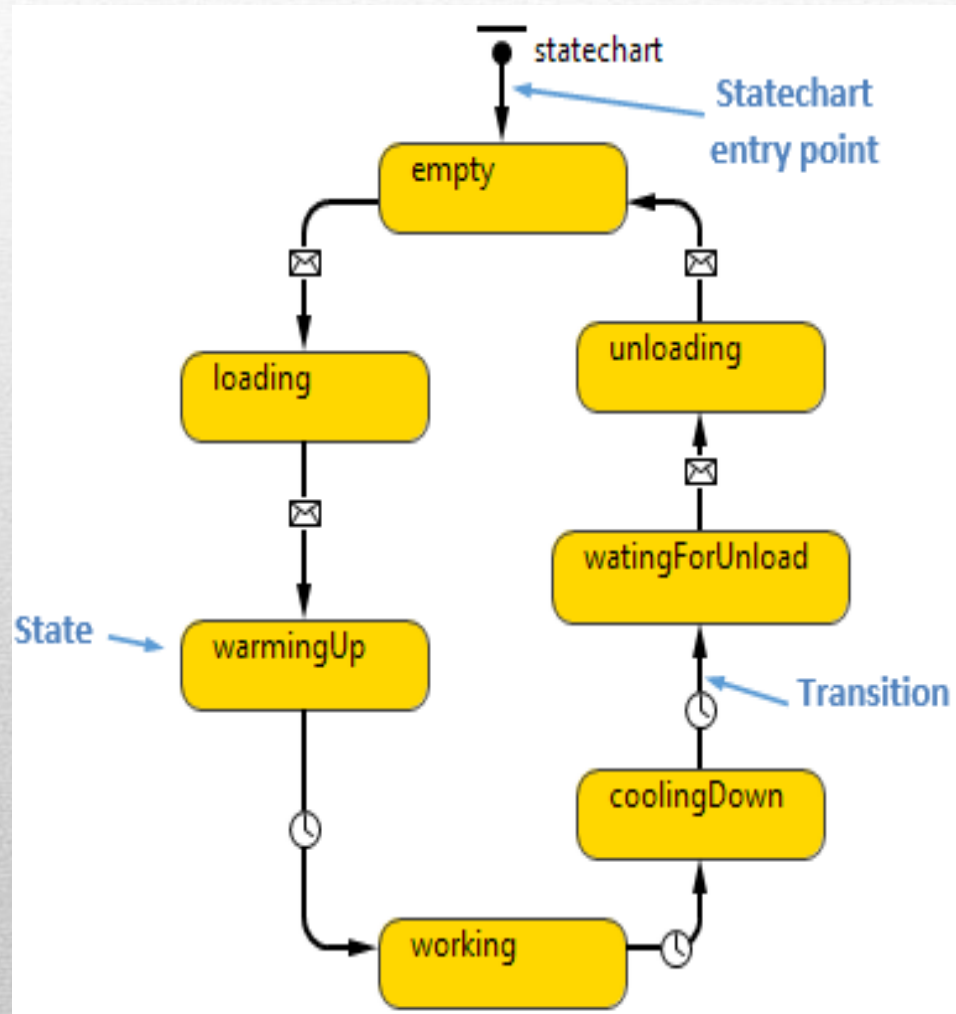 statechart
Statechart
entry point
empty
unloading
loading
watingForUnload
State
warmingUp
Transition
coolingDown
working